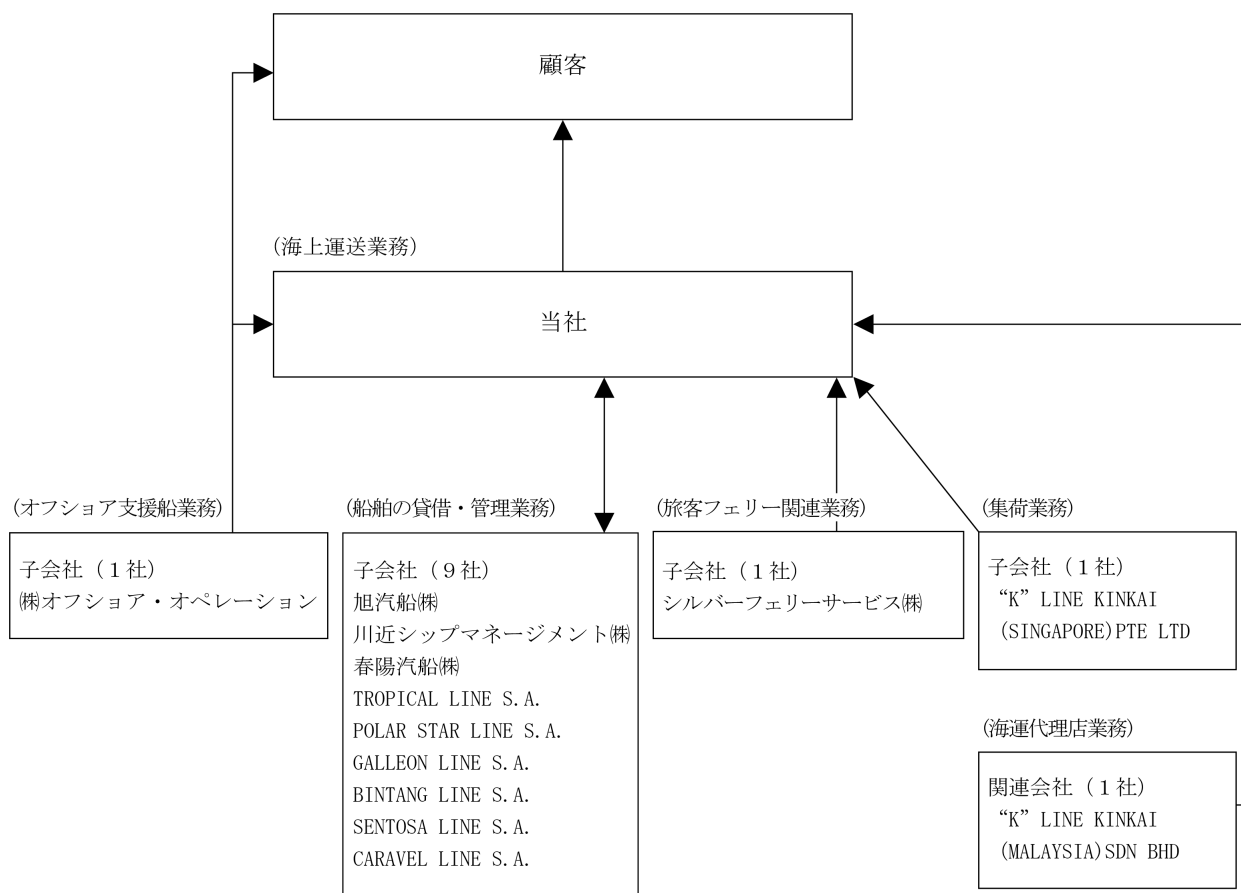 顧客
(海上運送業務)
当社
(オフショア支援船業務)
子会社(1社)
㈱オフショア・オペレーション
(船舶の貸借・管理業務)
子会社(9社)
旭汽船㈱
川近シップマネージメント㈱
春陽汽船㈱
TROPICAL LINE S.A.
POLAR STAR LINE S.A.
GALLEON LINE S.A.
BINTANG LINE S.A.
SENTOSA LINE S.A.
CARAVEL LINE S.A.
(旅客フェリー関連業務)
子会社(1社)
シルバーフェリーサービス㈱
(集荷業務)
子会社(1社)
“K” LINE KINKAI
(SINGAPORE)PTE LTD
(海運代理店業務)
関連会社(1社)
“K” LINE KINKAI
(MALAYSIA)SDN BHD